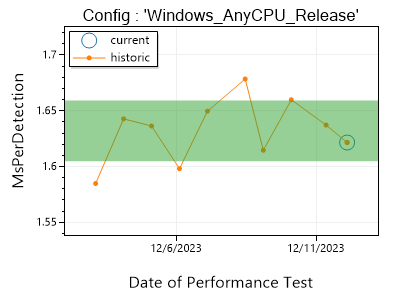 Config : 'Windows_AnyCPU_Release'
current
historic
1.7
1.65
1.6
1.55
MsPerDetection
12/6/2023
12/11/2023
Date of Performance Test